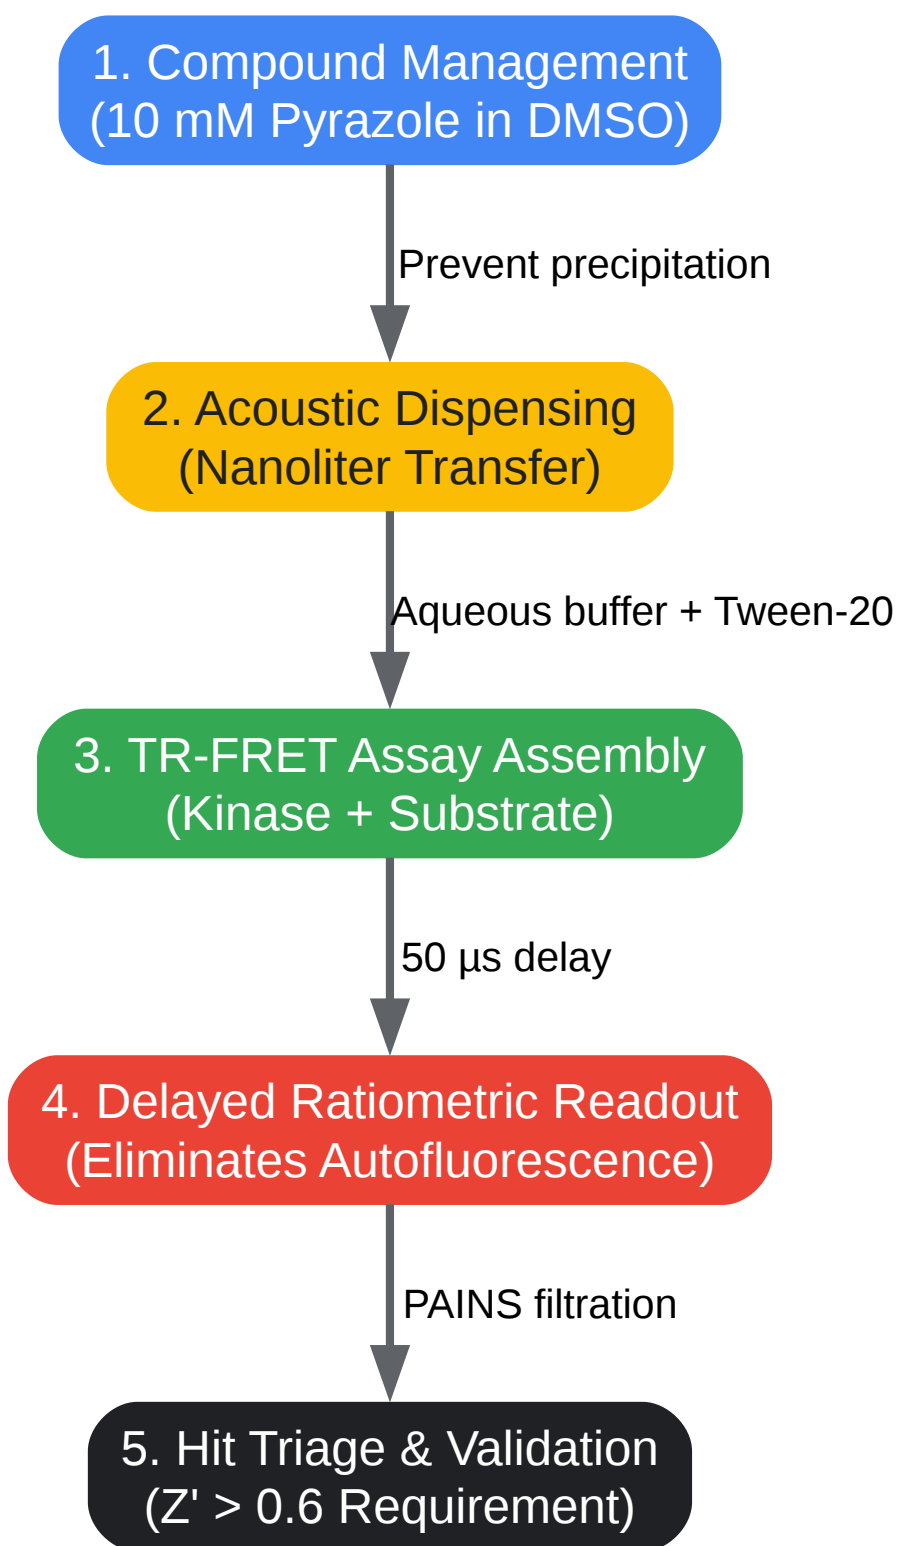 1. Compound Management
(10 mM Pyrazole in DMSO)
Prevent precipitation
2. Acoustic Dispensing
(Nanoliter Transfer)
Aqueous buffer + Tween-20
3. TR-FRET Assay Assembly
(Kinase + Substrate)
50 µs delay
4. Delayed Ratiometric Readout
(Eliminates Autofluorescence)
PAINS filtration
5. Hit Triage & Validation
(Z' > 0.6 Requirement)